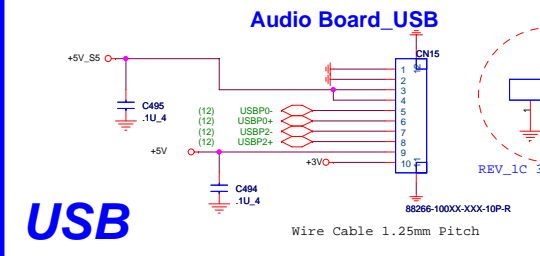 Audio Board_USB
+5V_S5
CN15
C495
.1U_4
1
2
3
4
(12) USBP0- 5
(12) USBP0+ 6
(12) USBP2- 7
(12) USBP2+ 8
+5V 9
+3V 10
C494
.1U_4
REV_1C 3
88266-100XX-XXX-10P-R
USB
Wire Cable 1.25mm Pitch